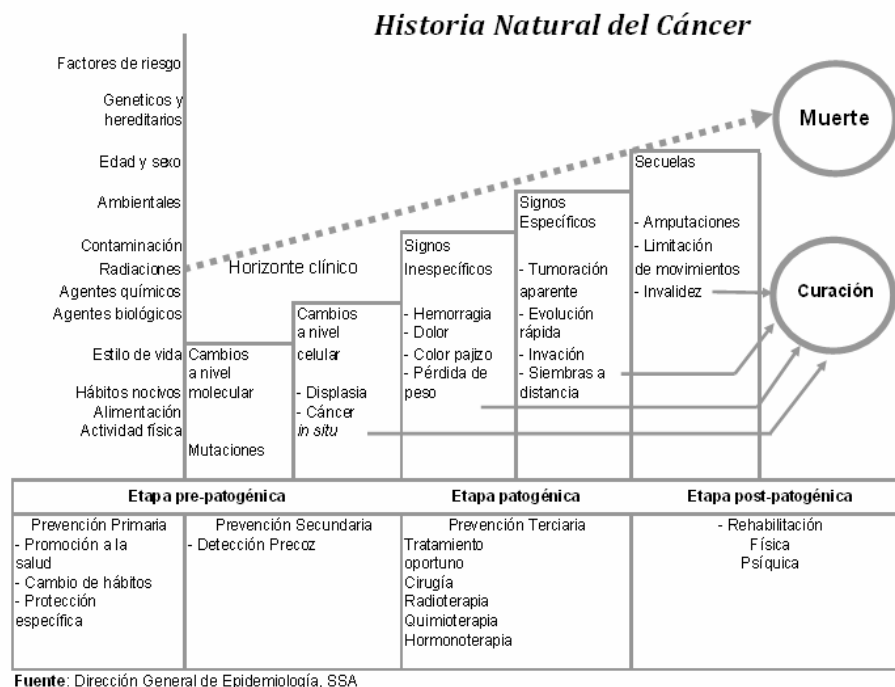 Historia Natural del Cáncer
Factores de riesgo
Geneticos y
hereditarios
Edad y sexo
Ambientales
Contaminación
Radiaciones
Agentes químicos
Agentes biológicos
Estilo de vida
Hábitos nocivos
Alimentación
Actividad física
Horizonte clínico
Cambios
a nivel
molecular
Mutaciones
Cambios
a nivel
celular
- Displasia
- Cáncer
in situ
Signos
Inespecíficos
- Hemorragia
- Dolor
- Color pajizo
- Pérdida de
peso
Signos
Específicos
- Tumoración
aparente
- Evolución
rápida
- Invación
- Siembras a
distancia
Secuelas
- Amputaciones
- Limitación
de movimientos
- Invalidez
Muerte
Curación
Etapa pre-patogénica
Etapa patogénica
Etapa post-patogénica
Prevención Primaria
- Promoción a la
salud
- Cambio de hábitos
- Protección
específica
Prevención Secundaria
- Detección Precoz
Prevención Terciaria
Tratamiento
oportuno
Cirugía
Radioterapia
Quimioterapia
Hormonoterapia
- Rehabilitación
Física
Psíquica
Fuente: Dirección General de Epidemiología, SSA